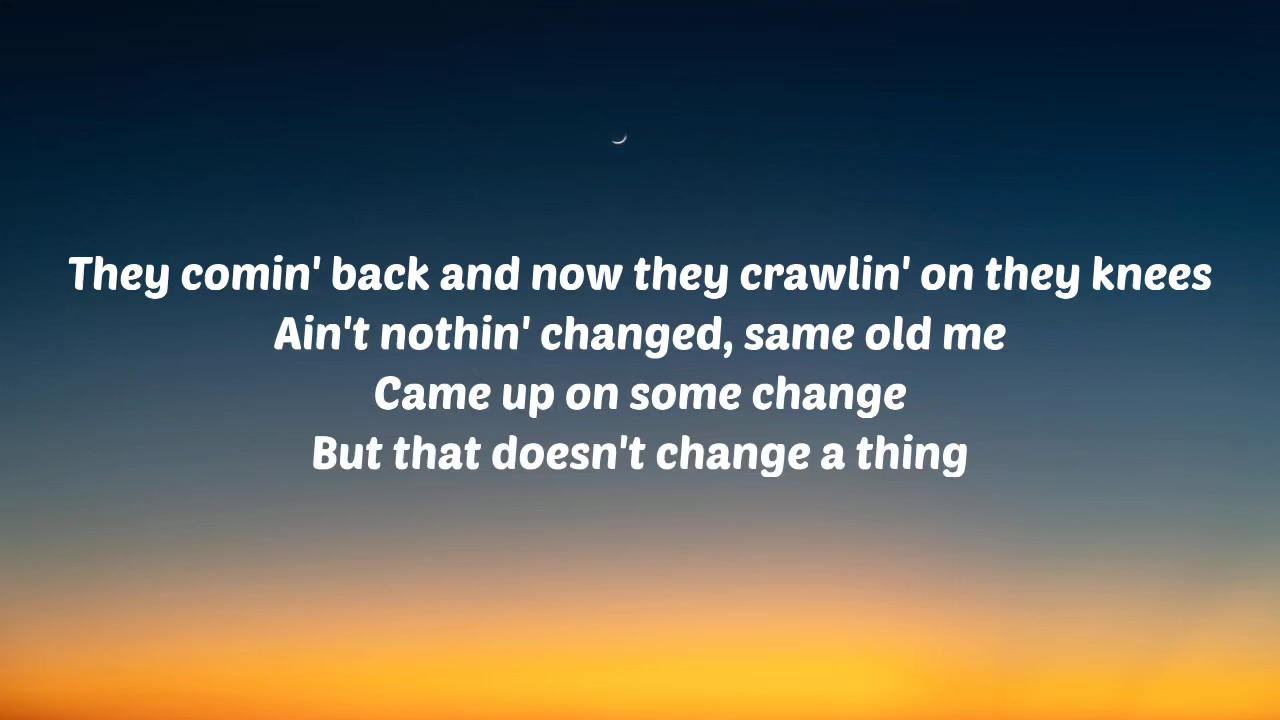 They comin' back and now they crawlin' on they knees
Ain't nothin' changed, same old me
Came up on some change
But that doesn't change a thing